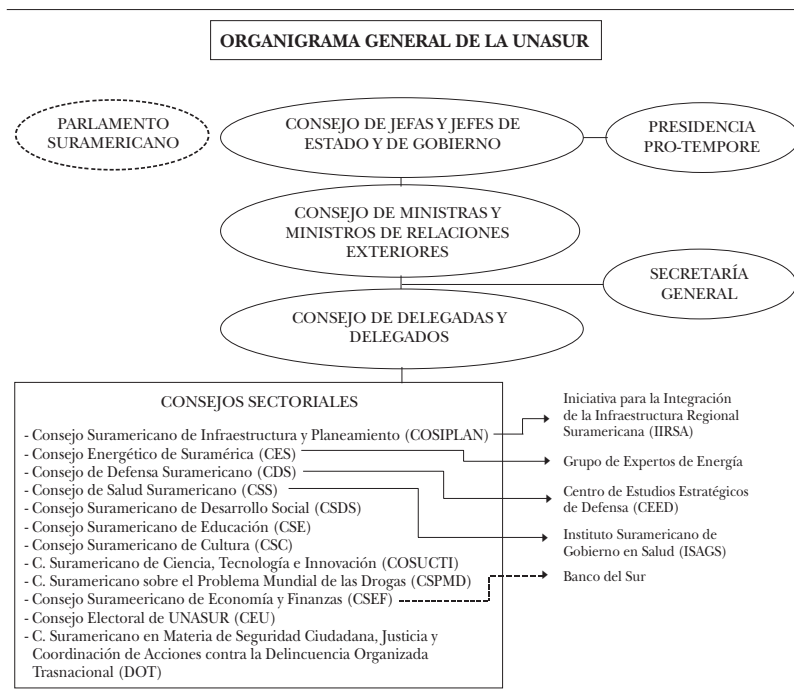 ORGANIGRAMA GENERAL DE LA UNASUR
PARLAMENTO
SURAMERICANO
CONSEJO DE JEFAS Y JEFES DE
ESTADO Y DE GOBIERNO
PRESIDENCIA
PRO-TEMPORE
CONSEJO DE MINISTRAS Y
MINISTROS DE RELACIONES
EXTERIORES
SECRETARÍA
GENERAL
CONSEJO DE DELEGADAS Y
DELEGADOS
CONSEJOS SECTORIALES
- Consejo Suramericano de Infraestructura y Planeamiento (COSIPLAN)
- Consejo Energético de Suramérica (CES)
- Consejo de Defensa Suramericano (CDS)
- Consejo de Salud Suramericano (CSS)
- Consejo Suramericano de Desarrollo Social (CSDS)
- Consejo Suramericano de Educación (CSE)
- Consejo Suramericano de Cultura (CSC)
- C. Suramericano de Ciencia, Tecnología e Innovación (COSUCTI)
- C. Suramericano sobre el Problema Mundial de las Drogas (CSPMD)
- Consejo Surameericano de Economía y Finanzas (CSEF)
- Consejo Electoral de UNASUR (CEU)
- C. Suramericano en Materia de Seguridad Ciudadana, Justicia y
Coordinación de Acciones contra la Delincuencia Organizada
Trasnacional (DOT)
Iniciativa para la Integración
de la Infraestructura Regional
Suramericana (IIRSA)
Grupo de Expertos de Energía
Centro de Estudios Estratégicos
de Defensa (CEED)
Instituto Suramericano de
Gobierno en Salud (ISAGS)
Banco del Sur